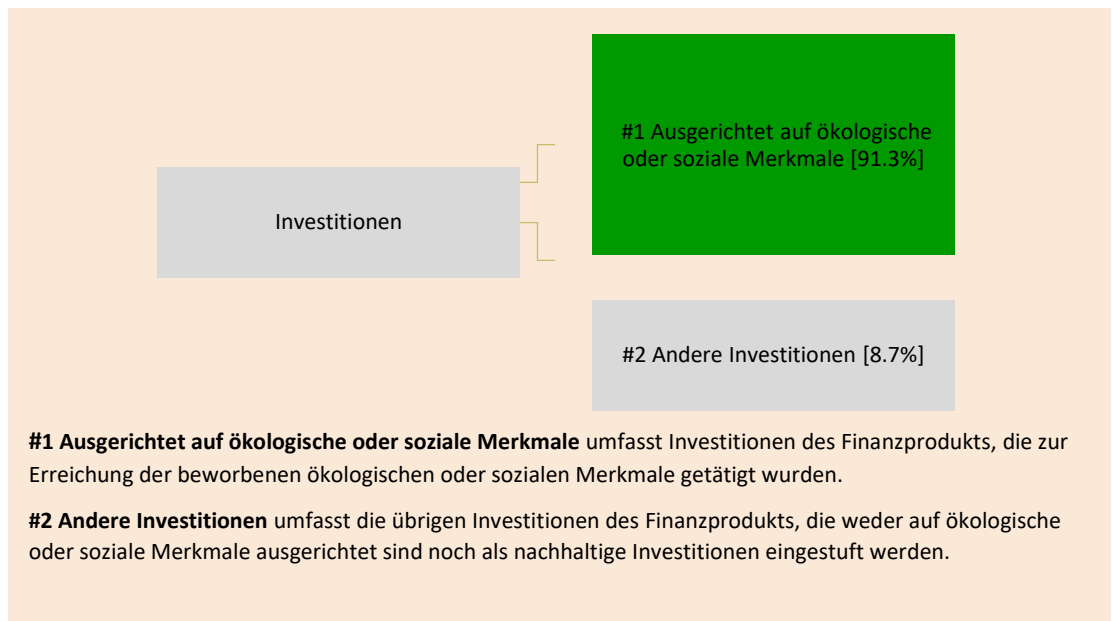 #1 Ausgerichtet auf ökologische
oder soziale Merkmale [91.3%]
Investitionen
#2 Andere Investitionen [8.7%]
#1 Ausgerichtet auf ökologische oder soziale Merkmale umfasst Investitionen des Finanzprodukts, die zur
Erreichung der beworbenen ökologischen oder sozialen Merkmale getätigt wurden.
#2 Andere Investitionen umfasst die übrigen Investitionen des Finanzprodukts, die weder auf ökologische
oder soziale Merkmale ausgerichtet sind noch als nachhaltige Investitionen eingestuft werden.